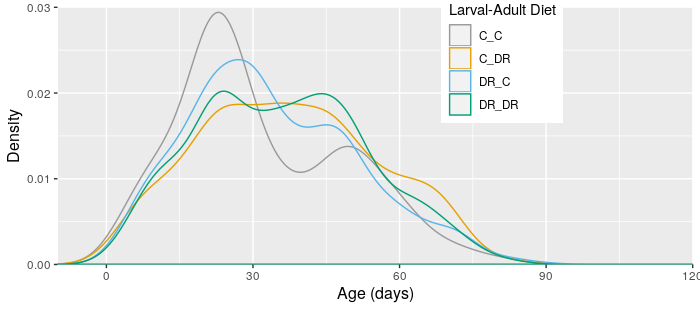 Larval-Adult Diet
C_C
C_DR
DR_C
DR_DR
0.03
0.02
0.01
0.00
Density
0 30 60 90 120
Age (days)